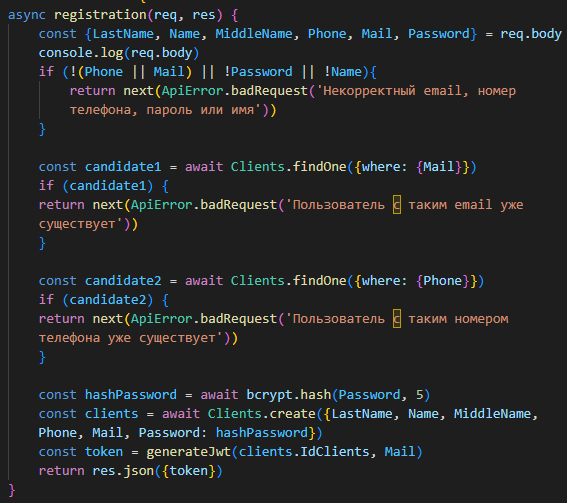 async registration(req, res) {
const {LastName, Name, MiddleName, Phone, Mail, Password} = req.body
console.log(req.body)
if (!(Phone || Mail) || !Password || !Name){
return next(ApiError.badRequest('Некорректный email, номер
телефона, пароль или имя'))
}
const candidate1 = await Clients.findOne({where: {Mail}})
if (candidate1) {
return next(ApiError.badRequest('Пользователь с таким email уже
существует'))
}
const candidate2 = await Clients.findOne({where: {Phone}})
if (candidate2) {
return next(ApiError.badRequest('Пользователь с таким номером
телефона уже существует'))
}
const hashPassword = await bcrypt.hash(Password, 5)
const clients = await Clients.create({LastName, Name, MiddleName,
Phone, Mail, Password: hashPassword})
const token = generateJwt(clients.IdClients, Mail)
return res.json({token})
}